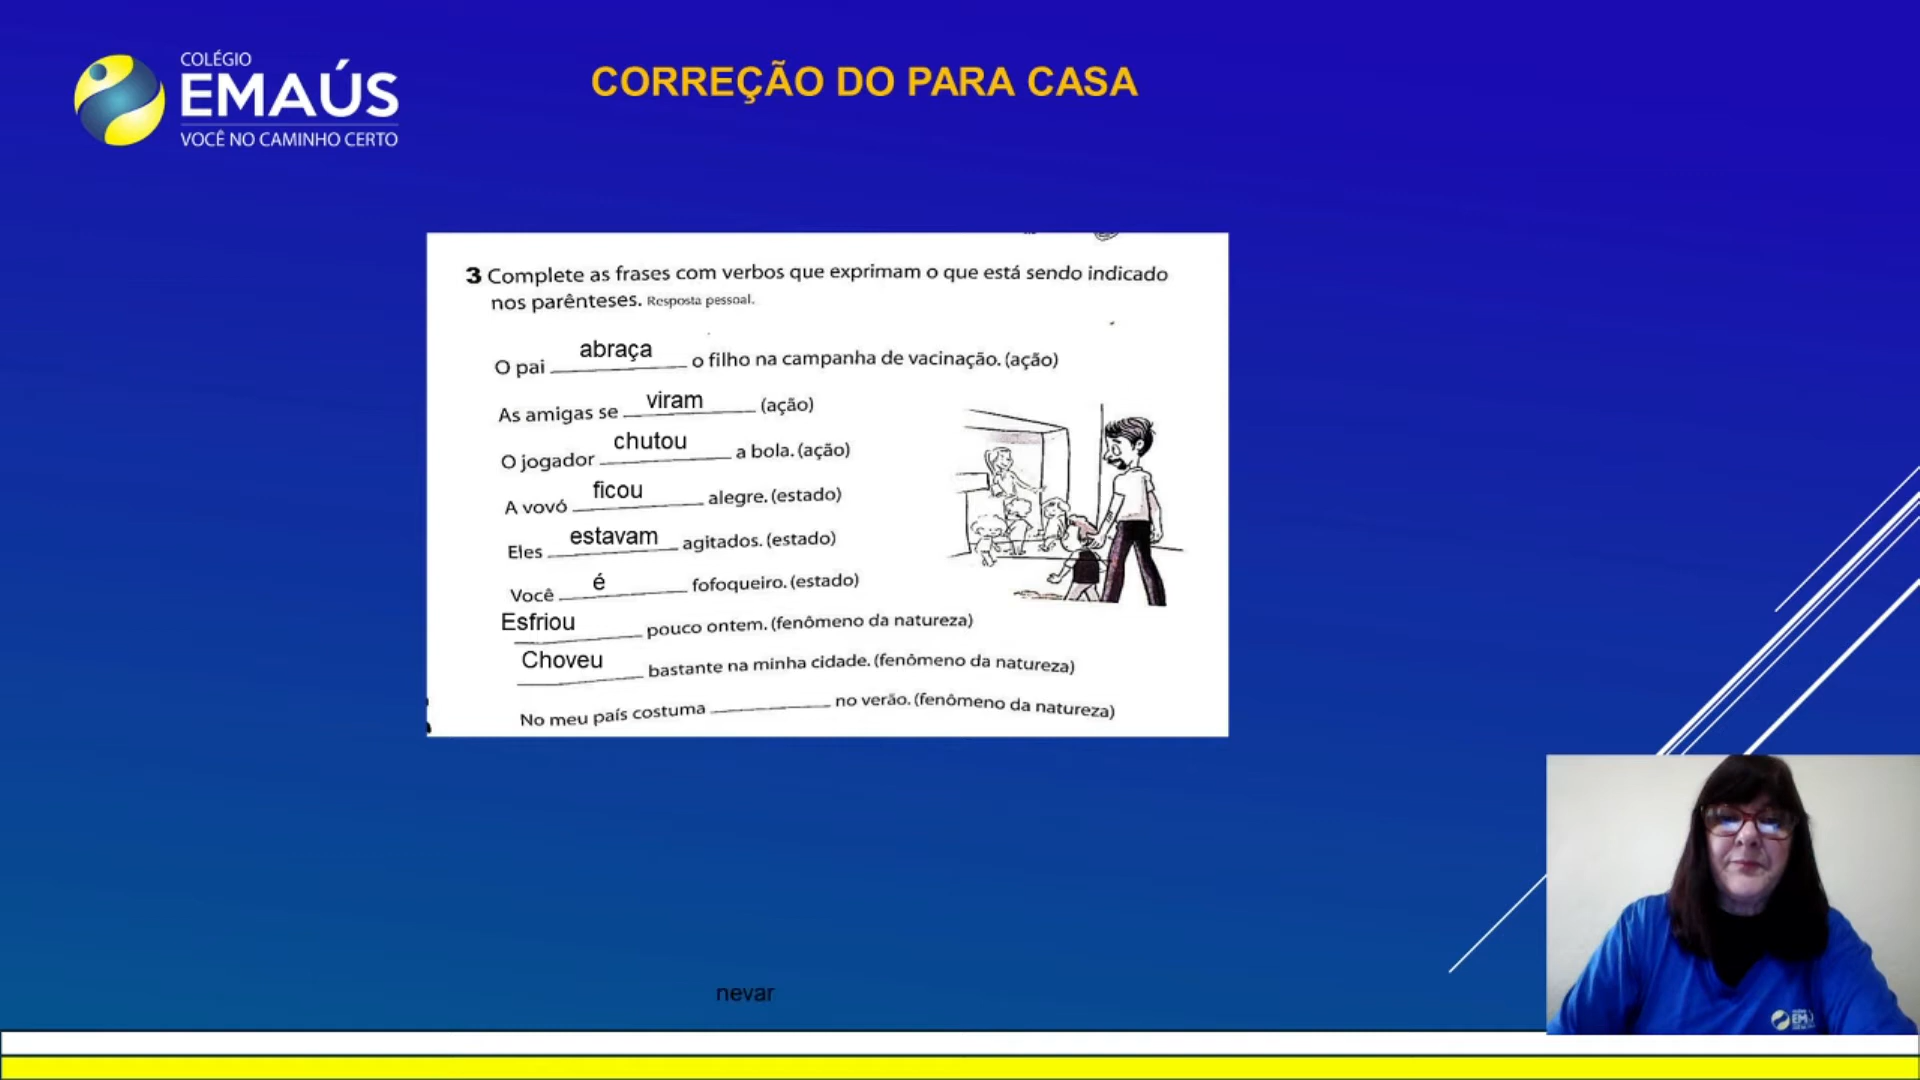 COLÉGIO
EMAÚS
VOCÊ NO CAMINHO CERTO
CORREÇÃO DO PARA CASA
3 Complete as frases com verbos que exprimam o que está sendo indicado
nos parênteses. Resposta pessoal.
O pai abraça o filho na campanha de vacinação. (ação)
As amigas se viram (ação)
O jogador chutou a bola. (ação)
A vovó ficou alegre. (estado)
Eles estavam agitados. (estado)
Você é fofoqueiro. (estado)
Esfriou pouco ontem. (fenômeno da natureza)
Choveu bastante na minha cidade. (fenômeno da natureza)
No meu país costuma __________ no verão. (fenômeno da natureza)
nevar